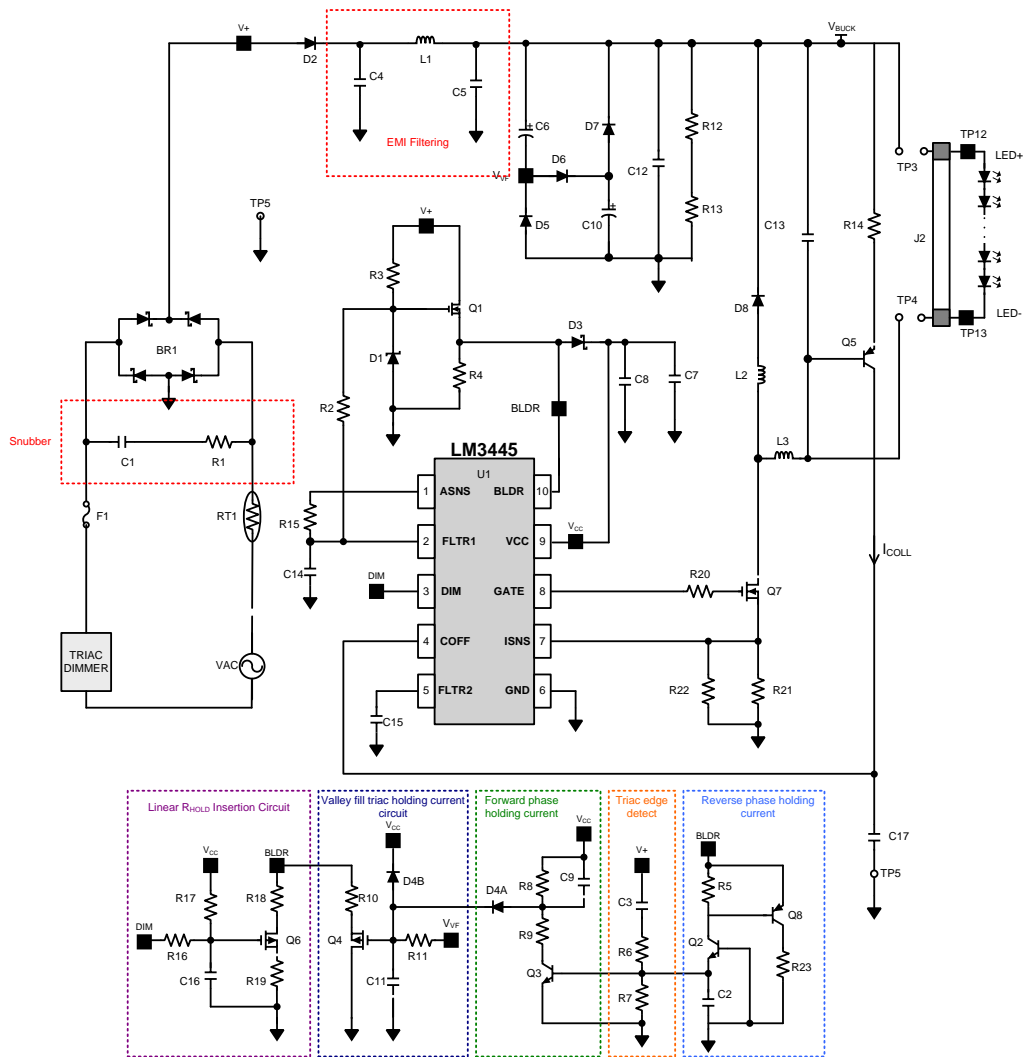 V+
D2
L1
C4
C5
EMI Filtering
VBUCK
C6
D7
D6
VVF
D5
C10
C12
R12
R13
C13
R14
TP3
TP12
LED+
J2
TP4
TP13
LED-
TP5
V+
R3
Q1
D1
R4
D3
R2
BLDR
C8
C7
D8
L2
Q5
L3
BR1
Snubber
C1
R1
F1
RT1
TRIAC
DIMMER
VAC
LM3445
U1
1
ASNS
BLDR
10
R15
2
FLTR1
VCC
9
VCC
C14
DIM
3
DIM
GATE
8
R20
Q7
4
COFF
ISNS
7
5
FLTR2
GND
6
C15
R22
R21
ICOLL
C17
TP5
Linear RHOLD Insertion Circuit
VCC
BLDR
R17
R18
DIM
R16
Q6
C16
R19
Valley fill triac holding current
circuit
VCC
D4B
R10
Q4
R11
VVF
C11
Forward phase
holding current
VCC
D4A
R8
C9
R9
Q3
Triac edge
detect
V+
C3
R6
R7
Reverse phase holding
current
BLDR
R5
Q8
Q2
R23
C2